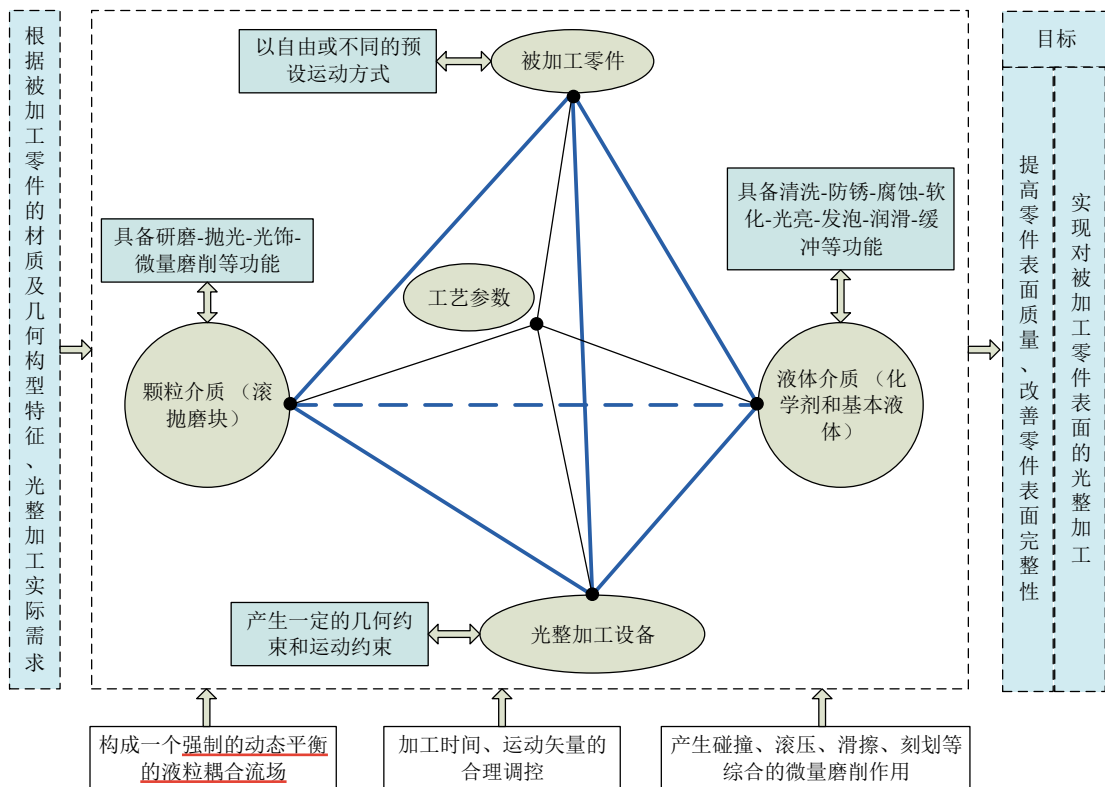 根据被加工零件的材质及几何构型特征、光整加工实际需求
以自由或不同的预
设运动方式
被加工零件
具备研磨-抛光-光饰-
微量磨削等功能
具备清洗-防锈-腐蚀-软
化-光亮-发泡-润滑-缓
冲等功能
工艺参数
颗粒介质 （滚
抛磨块）
液体介质 （化
学剂和基本液
体）
产生一定的几何约
束和运动约束
光整加工设备
构成一个强制的动态平衡
的液粒耦合流场
加工时间、运动矢量的
合理调控
产生碰撞、滚压、滑擦、刻划等
综合的微量磨削作用
目标
提高零件表面质量、改善零件表面完整性
实现对被加工零件表面的光整加工